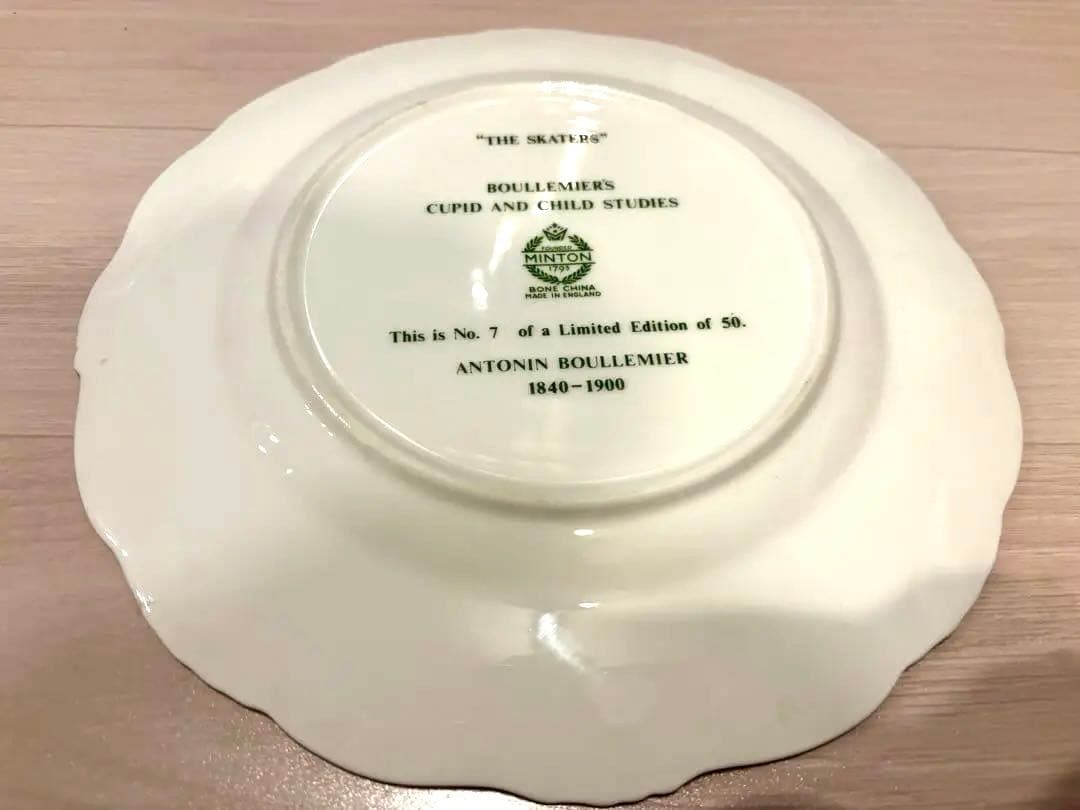 "THE SKATERS"
BOULLEMIER'S
CUPID AND CHILD STUDIES
FOUNDED
MINTON
1793
BONE CHINA
MADE IN ENGLAND
This is No. 7 of a Limited Edition of 50.
ANTONIN BOULLEMIER
1840–1900